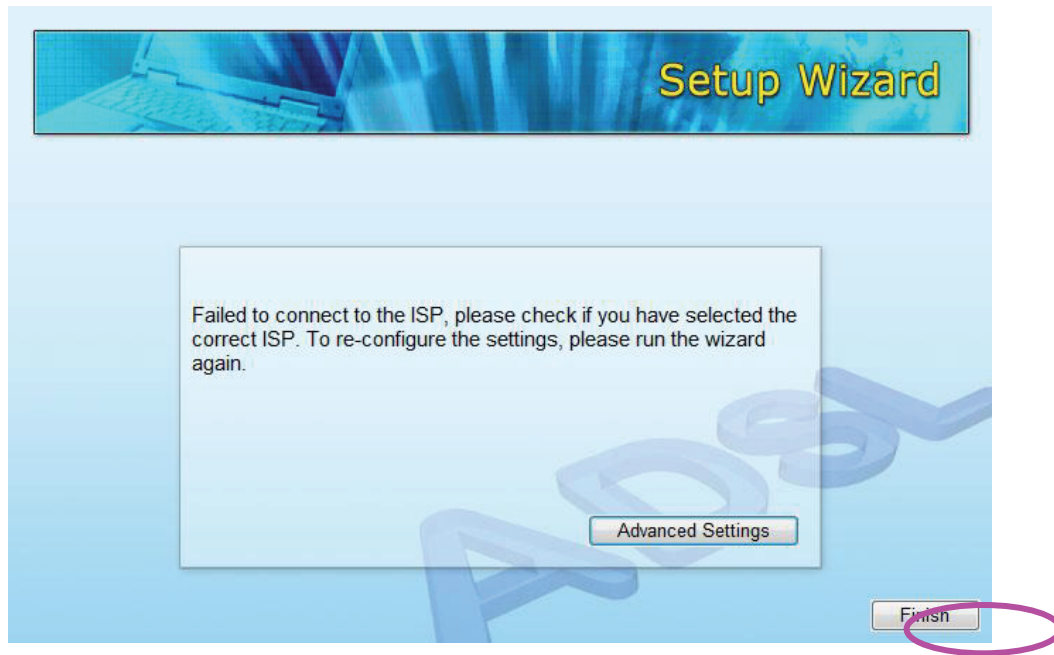 Setup Wizard
Failed to connect to the ISP, please check if you have selected the
correct ISP. To re-configure the settings, please run the wizard
again.
ADSL
Advanced Settings
Finish